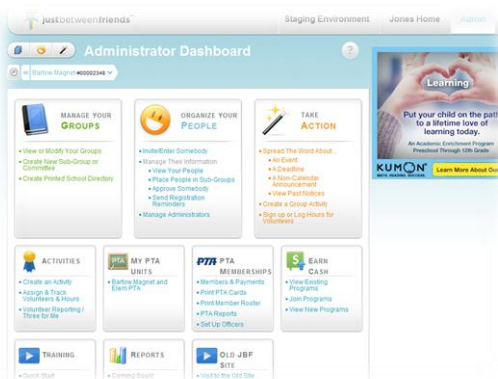 justbetweenfriends™
Staging Environment
Jones Home
Admin
Administrator Dashboard
?
Bartow Magnet #00002346
MANAGE YOUR
GROUPS
View or Modify Your Groups
Create New Sub-Group or
Committee
Create Printed School Directory
ORGANIZE YOUR
PEOPLE
Invite/Enter Somebody
Manage Their Information
View Your People
Place People in Sub-Groups
Approve Somebody
Send Registration
Reminders
Manage Administrators
TAKE
ACTION
Spread The Word About...
An Event
A Deadline
A Non-Calendar
Announcement
View Past Notices
Create a Group Activity
Sign up or Log Hours for
Volunteers
Learning
Put your child on the path
to a lifetime love of
learning today.
An Academic Enrichment Program
Preschool Through 12th Grade
KUMON
MATH. READING. SUCCESS.
Learn More About Our
ACTIVITIES
Create an Activity
Assign & Track
Volunteers & Hours
Volunteer Reporting /
Three for Me
PTA
MY PTA
UNITS
Bartow Magnet and
Elem PTA
PTA
PTA
MEMBERSHIPS
Members & Payments
Print PTA Cards
Print Member Roster
PTA Reports
Set Up Officers
$
EARN
CASH
View Existing
Programs
Join Programs
View New Programs
TRAINING
Quick Start
REPORTS
Coming Soon!
OLD JBF
SITE
Visit to the Old Site